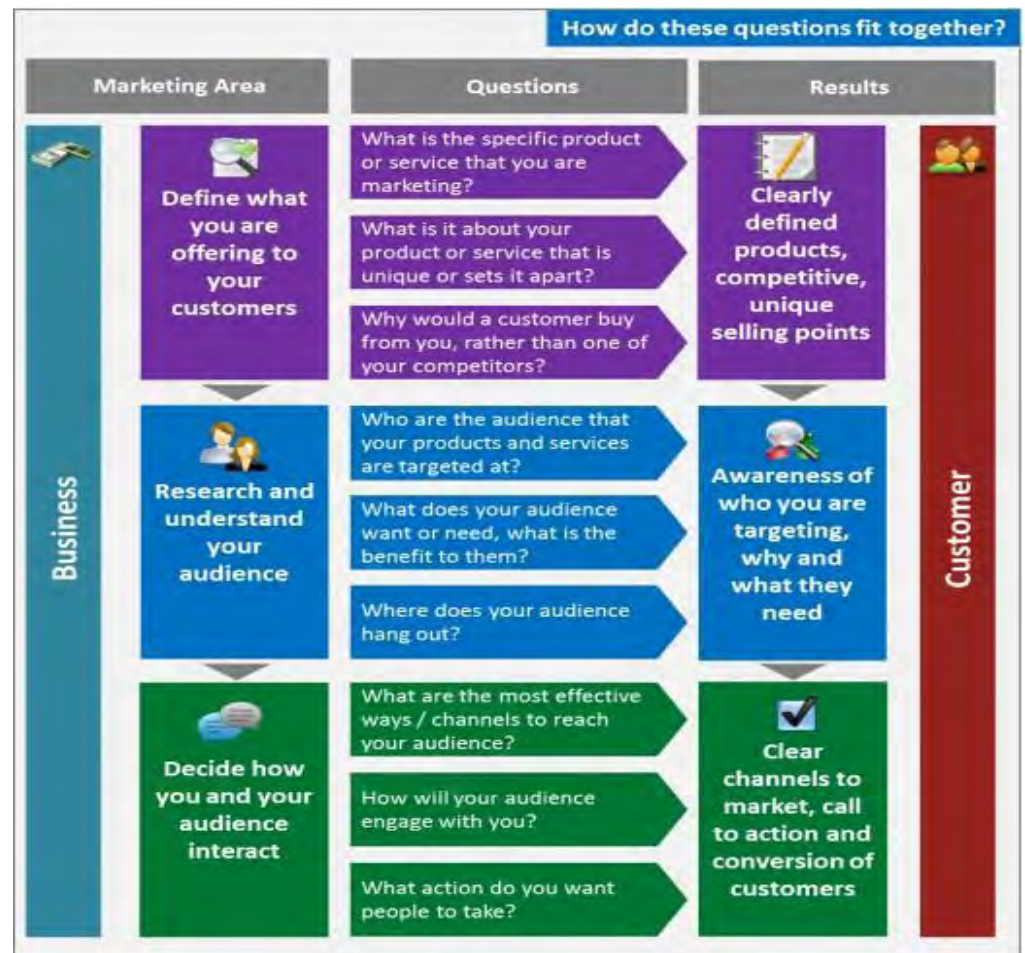 How do these questions fit together?
Marketing Area
Questions
Results
Business
Define what
you are
offering to
your
customers
What is the specific product
or service that you are
marketing?
What is it about your
product or service that is
unique or sets it apart?
Why would a customer buy
from you, rather than one of
your competitors?
Clearly
defined
products,
competitive,
unique
selling points
Research and
understand
your
audience
Who are the audience that
your products and services
are targeted at?
What does your audience
want or need, what is the
benefit to them?
Where does your audience
hang out?
Awareness of
who you are
targeting,
why and
what they
need
Decide how
you and your
audience
interact
What are the most effective
ways / channels to reach
your audience?
How will your audience
engage with you?
What action do you want
people to take?
Clear
channels to
market, call
to action and
conversion of
customers
Customer